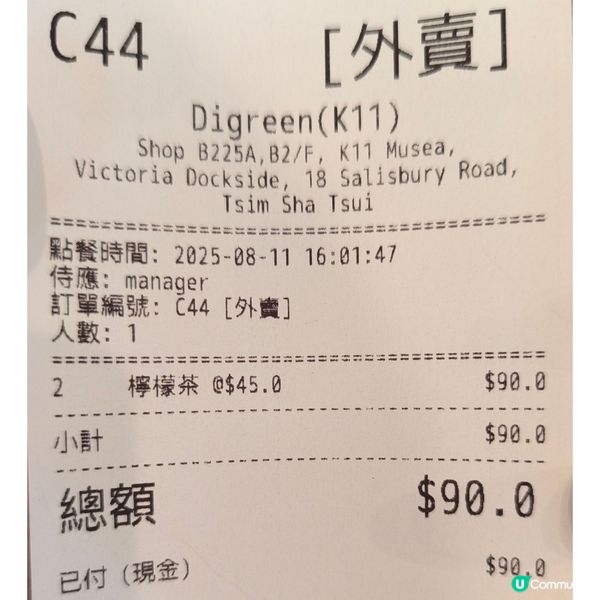 C44 [外賣]
Digreen(K11)
Shop B225A,B2/F, K11 Musea,
Victoria Dockside, 18 Salisbury Road,
Tsim Sha Tsui
點餐時間: 2025-08-11 16:01:47
侍應: manager
訂單編號: C44 [外賣]
人數: 1
2 檸檬茶 @$45.0 $90.0
小計 $90.0
總額 $90.0
已付 (現金) $90.0
U Commu